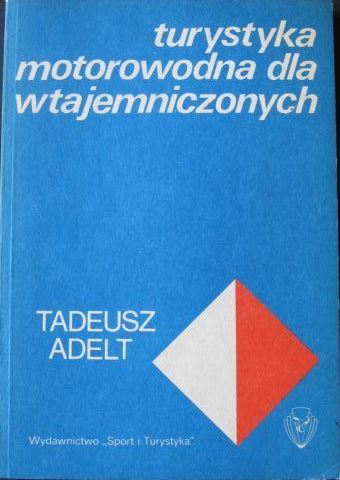 turystyka
motorowodna dla
wtajemniczonych
TADEUSZ
ADELT
Wydawnictwo „Sport i Turystyka"